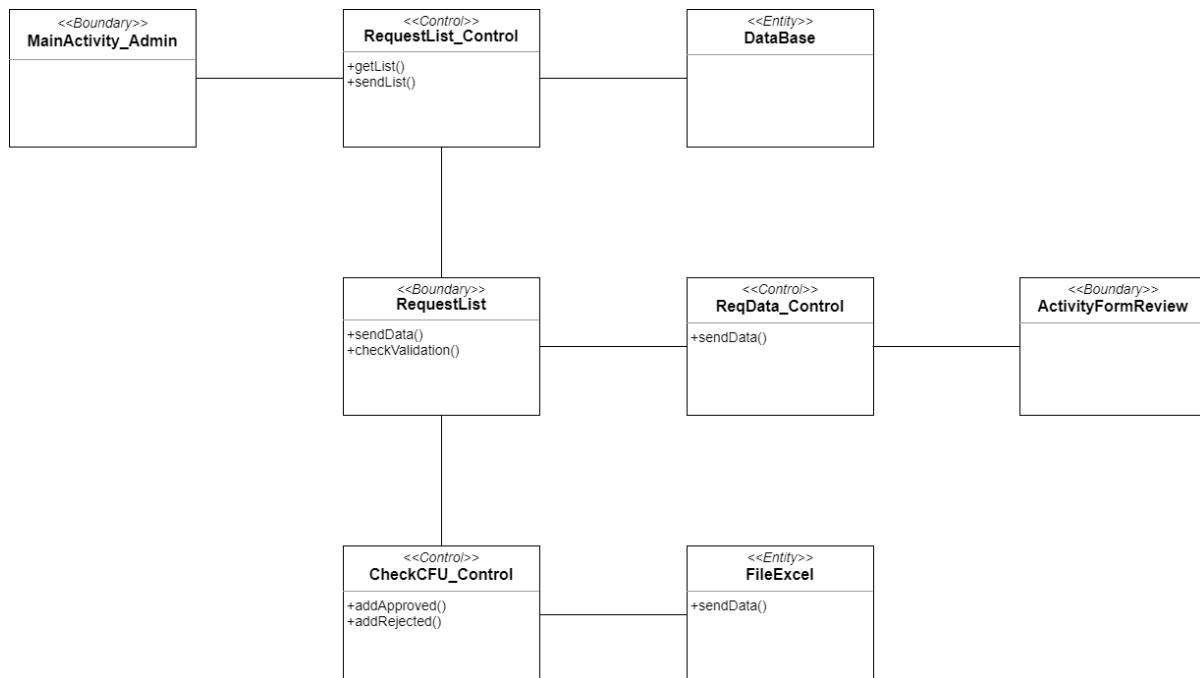 <<Boundary>>
MainActivity_Admin
<<Control>>
RequestList_Control
+getList()
+sendList()
<<Entity>>
DataBase
<<Boundary>>
RequestList
+sendData()
+checkValidation()
<<Control>>
ReqData_Control
+sendData()
<<Boundary>>
ActivityFormReview
<<Control>>
CheckCFU_Control
+addApproved()
+addRejected()
<<Entity>>
FileExcel
+sendData()